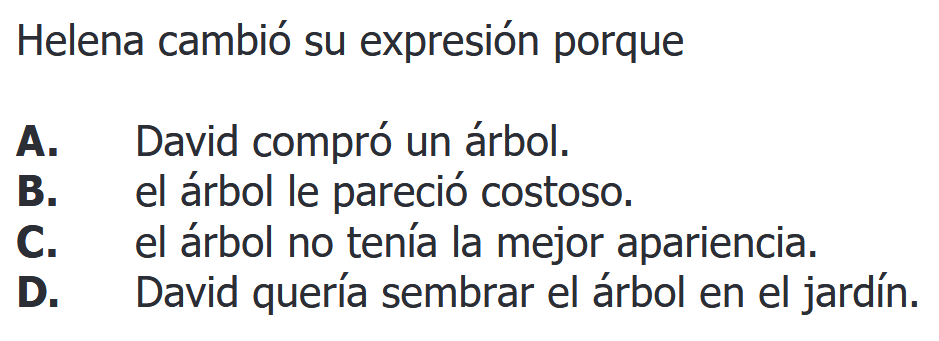 Helena cambió su expresión porque
A. David compró un árbol.
B. el árbol le pareció costoso.
C. el árbol no tenía la mejor apariencia.
D. David quería sembrar el árbol en el jardín.